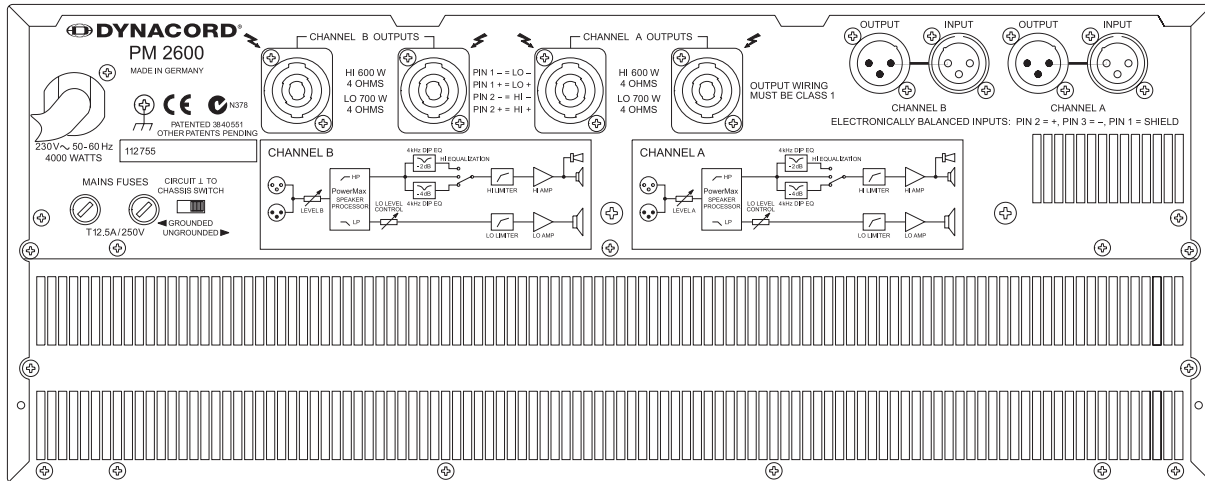 DYNACORD®
PM 2600
MADE IN GERMANY
N378
PATENTED 3840551
OTHER PATENTS PENDING
230V～ 50-60 Hz
4000 WATTS
112755
MAINS FUSES
T12.5A/250V
CIRCUIT ⊥ TO
CHASSIS SWITCH
◄GROUNDED
UNGROUNDED►
CHANNEL B OUTPUTS
HI 600 W
4 OHMS
LO 700 W
4 OHMS
PIN 1 – = LO –
PIN 1 + = LO +
PIN 2 – = HI –
PIN 2 + = HI +
CHANNEL A OUTPUTS
HI 600 W
4 OHMS
LO 700 W
4 OHMS
OUTPUT WIRING
MUST BE CLASS 1
OUTPUT
INPUT
OUTPUT
INPUT
CHANNEL B
CHANNEL A
ELECTRONICALLY BALANCED INPUTS: PIN 2 = +, PIN 3 = –, PIN 1 = SHIELD
CHANNEL B
LEVEL B
HP
PowerMax
SPEAKER
PROCESSOR
LP
LO LEVEL
CONTROL
4kHz DIP EQ
-2dB
HI EQUALIZATION
-4dB
4kHz DIP EQ
HI LIMITER
HI AMP
LO LIMITER
LO AMP
CHANNEL A
LEVEL A
HP
PowerMax
SPEAKER
PROCESSOR
LP
LO LEVEL
CONTROL
4kHz DIP EQ
-2dB
HI EQUALIZATION
-4dB
4kHz DIP EQ
HI LIMITER
HI AMP
LO LIMITER
LO AMP